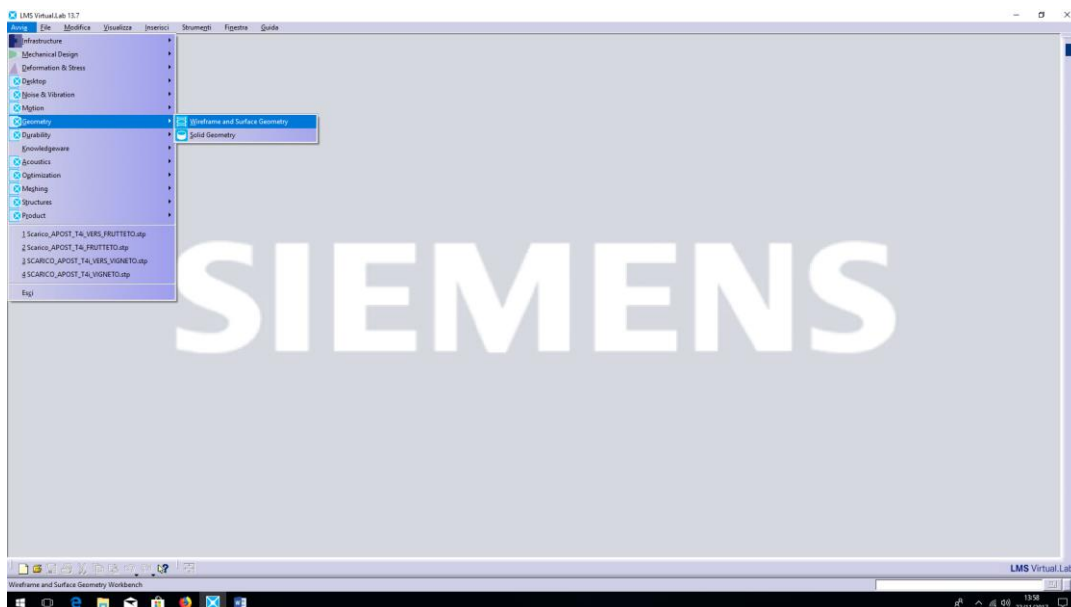 LMS Virtual.Lab 13.7
Avvio File Modifica Visualizza Inserisci Strumenti Finestra Guida
Infrastructure
Mechanical Design
Deformation & Stress
Desktop
Noise & Vibration
Motion
Geometry
Wireframe and Surface Geometry
Durability
Solid Geometry
Knowledgeware
Acoustics
Optimization
Meshing
Structures
Product
1 Scarico_APOST_T4i_VERS_FRUTTETO.stp
2 Scarico_APOST_T4i_FRUTTETO.stp
3 SCARICO_APOST_T4i_VERS_VIGNETO.stp
4 SCARICO_APOST_T4i_VIGNETO.stp
Esci
SIEMENS
LMS Virtual.Lab
Wireframe and Surface Geometry Workbench
13:58